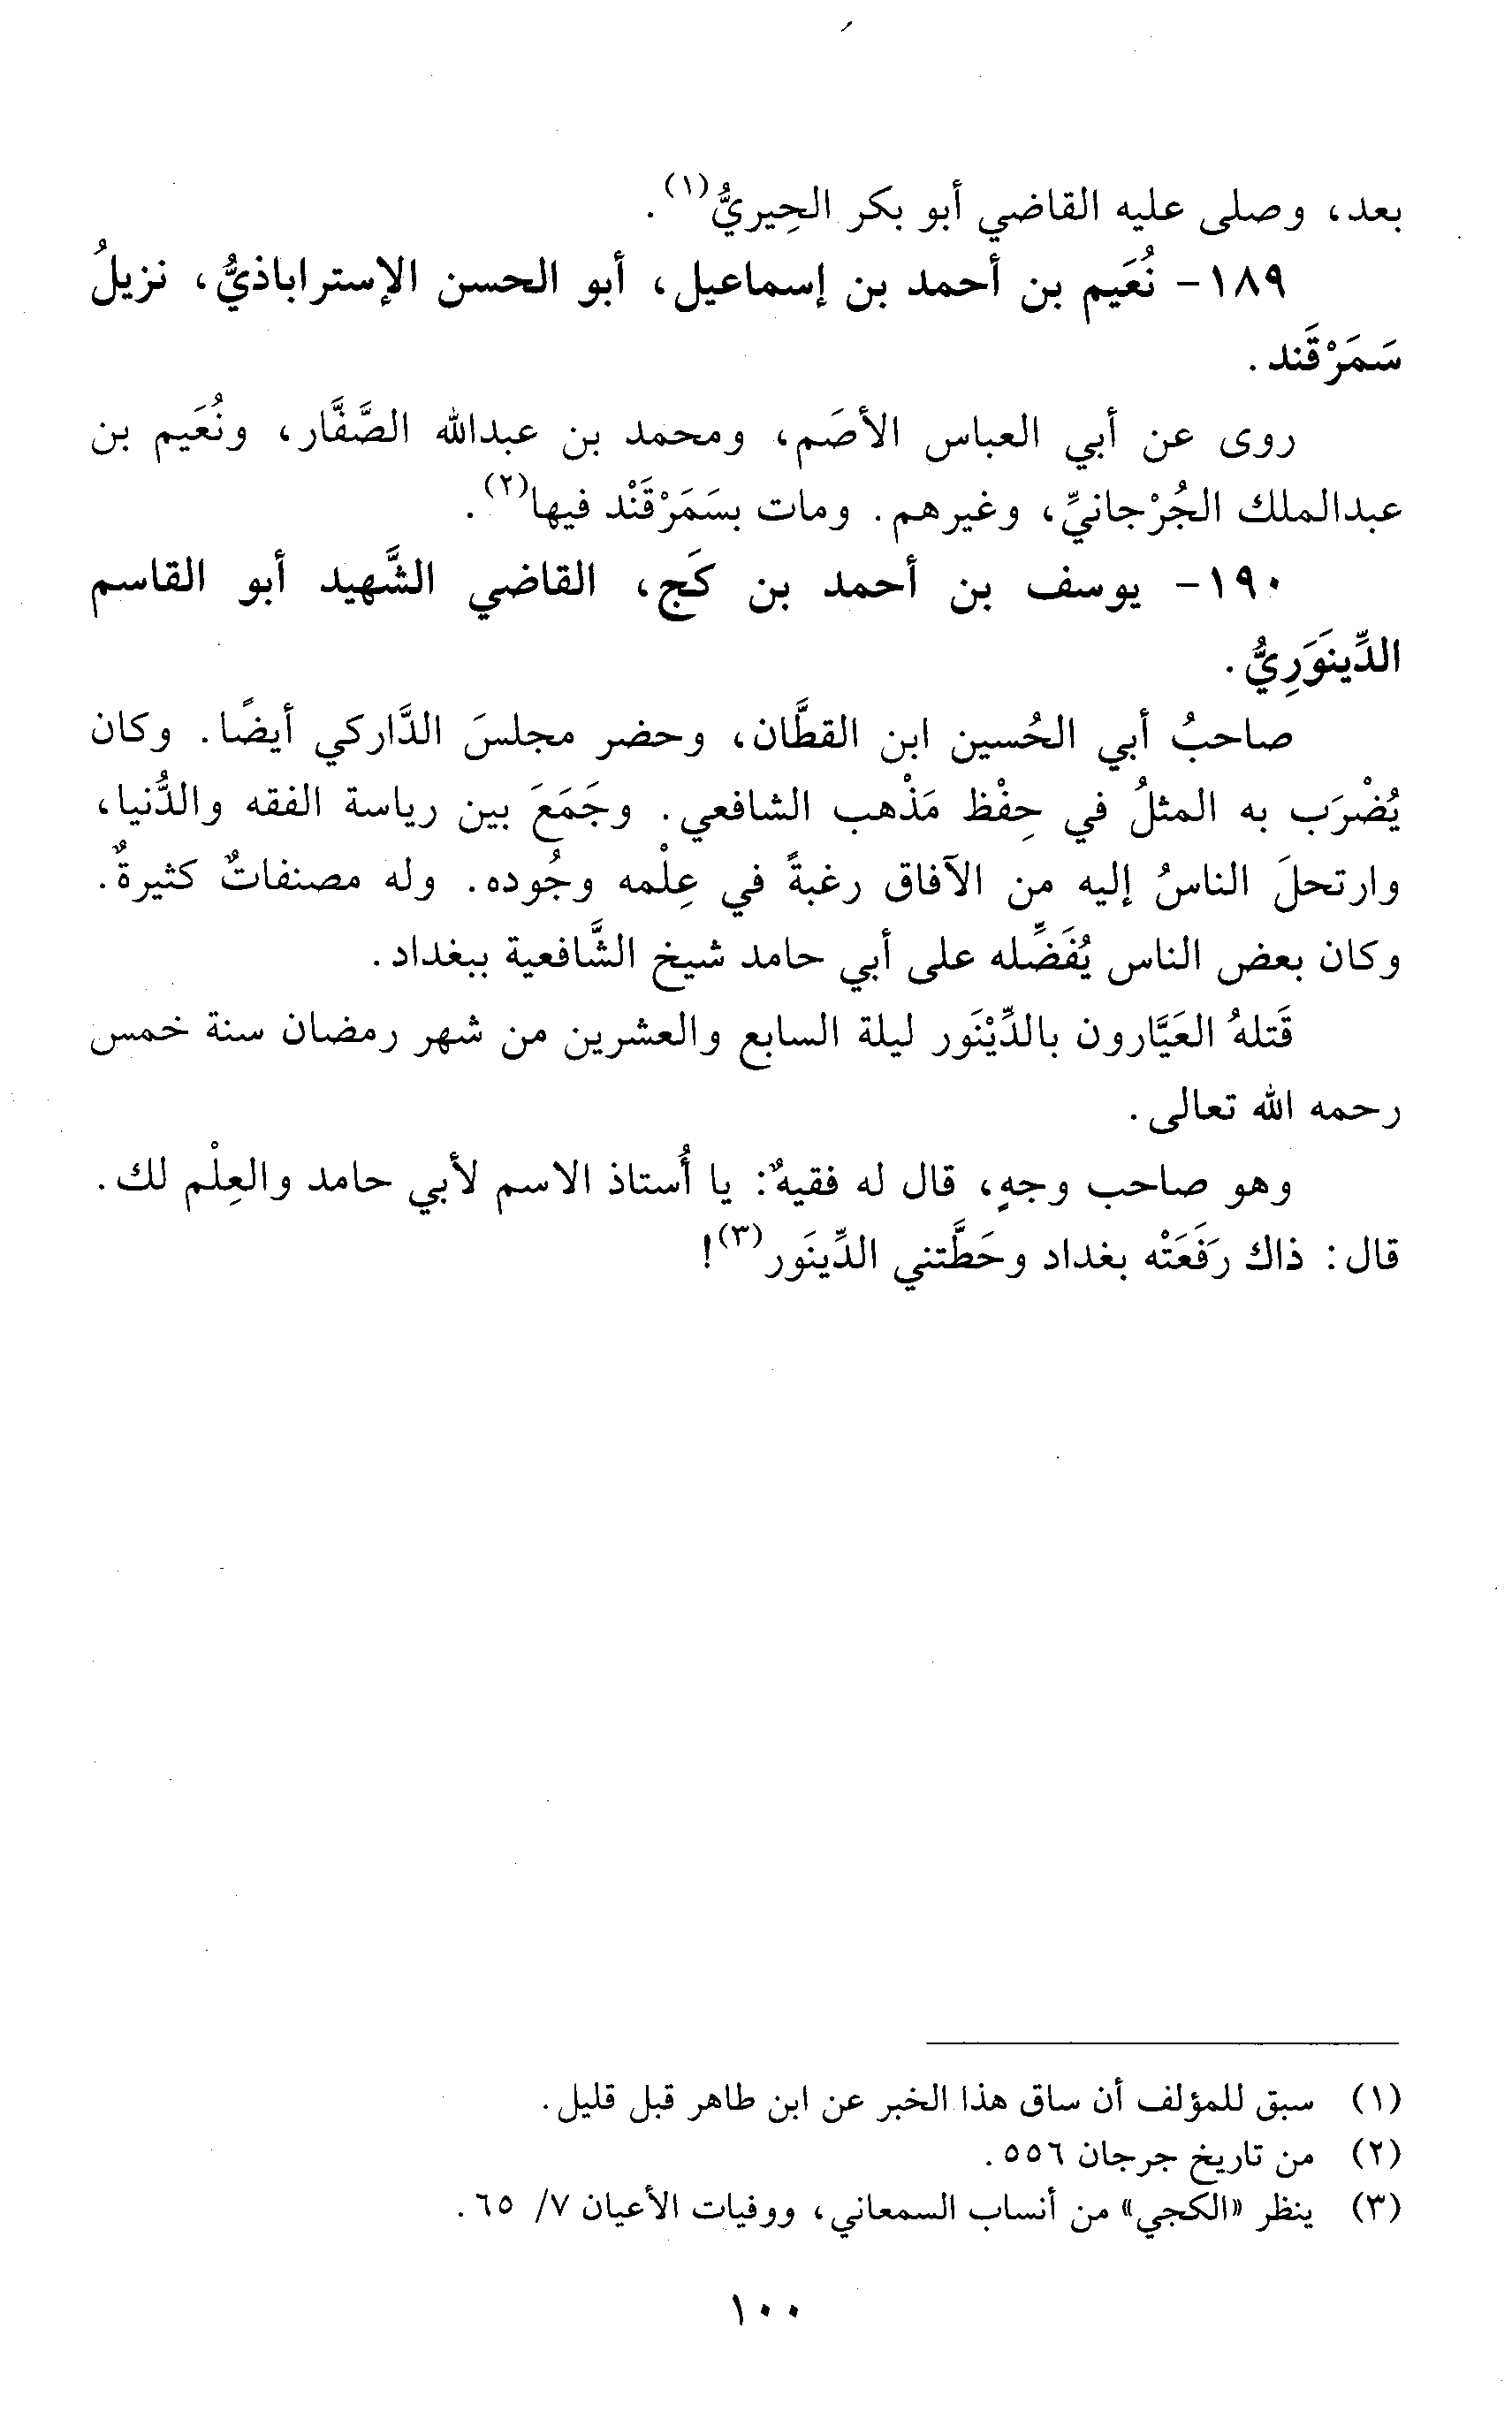 بعد، وصلى عليه القاضي أبو بكر الحِيريُّ(١).
١٨٩- نُعَيم بن أحمد بن إسماعيل، أبو الحسن الإستراباذيُّ، نزيلُ
سَمَرْقَند.
روى عن أبي العباس الأصَم، ومحمد بن عبدالله الصَّفَّار، ونُعَيم بن
عبدالملك الجُرْجانيِّ، وغيرهم. ومات بسَمَرْقَنْد فيها(٢).
١٩٠- يوسف بن أحمد بن كَج، القاضي الشَّهيد أبو القاسم
الدِّينَوَرِيُّ.
صاحبُ أبي الحُسين ابن القطَّان، وحضر مجلسَ الدَّاركي أيضًا. وكان
يُضْرَب به المثلُ في حِفْظ مَذْهب الشافعي. وجَمَعَ بين رياسة الفقه والدُّنيا،
وارتحلَ الناسُ إليه من الآفاق رغبةً في عِلْمه وجُوده. وله مصنفاتٌ كثيرةٌ.
وكان بعض الناس يُفَضِّله على أبي حامد شيخ الشَّافعية ببغداد.
قَتلهُ العَيَّارون بالدِّيْنَور ليلة السابع والعشرين من شهر رمضان سنة خمس
رحمه الله تعالى.
وهو صاحب وجهٍ، قال له فقيهٌ: يا أُستاذ الاسم لأبي حامد والعِلْم لك.
قال: ذاك رَفَعَتْه بغداد وحَطَّتني الدِّينَور(٣)!
(١) سبق للمؤلف أن ساق هذا الخبر عن ابن طاهر قبل قليل.
(٢) من تاريخ جرجان ٥٥٦.
(٣) ينظر «الكجي» من أنساب السمعاني، ووفيات الأعيان ٧/ ٦٥.
١٠٠